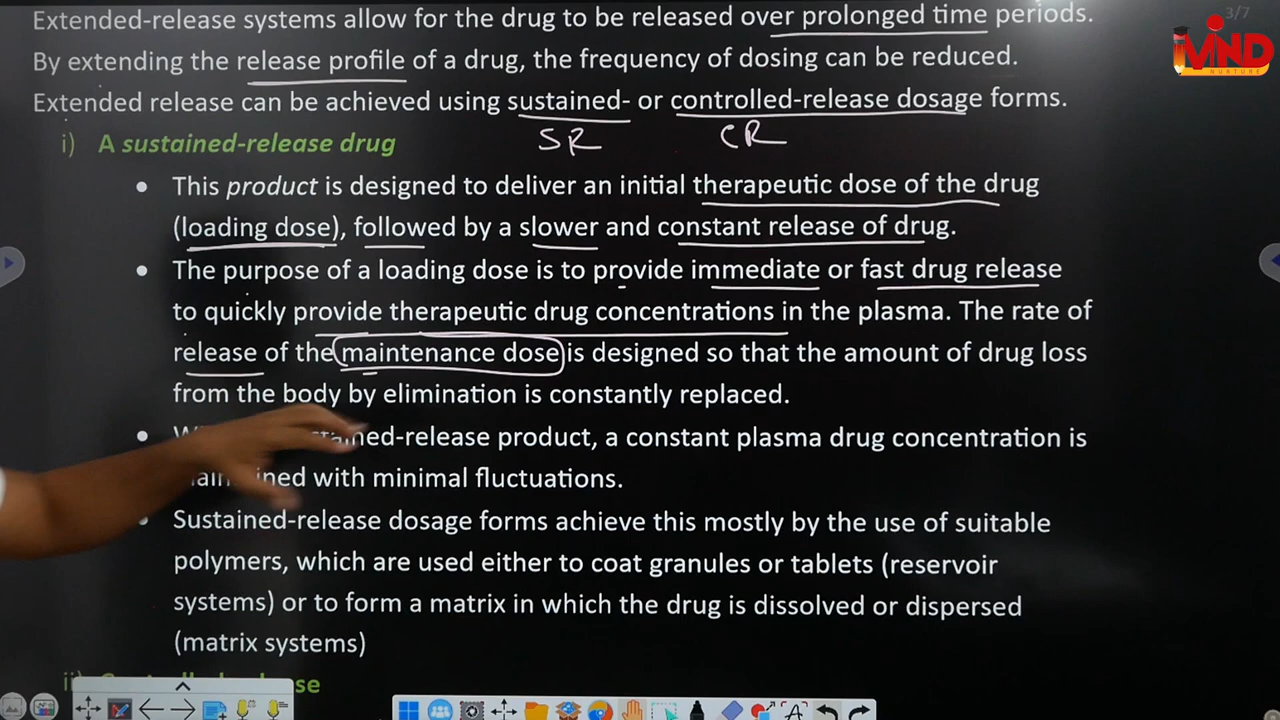 Extended-release systems allow for the drug to be released over prolonged time periods.
3/7
MIND
NURTURE
By extending the release profile of a drug, the frequency of dosing can be reduced.
Extended release can be achieved using sustained- or controlled-release dosage forms.
SR CR
i) A sustained-release drug
• This product is designed to deliver an initial therapeutic dose of the drug
(loading dose), followed by a slower and constant release of drug.
• The purpose of a loading dose is to provide immediate or fast drug release
to quickly provide therapeutic drug concentrations in the plasma. The rate of
release of the maintenance dose is designed so that the amount of drug loss
from the body by elimination is constantly replaced.
• release product, a constant plasma drug concentration is
with minimal fluctuations.
• Sustained-release dosage forms achieve this mostly by the use of suitable
polymers, which are used either to coat granules or tablets (reservoir
systems) or to form a matrix in which the drug is dissolved or dispersed
(matrix systems)